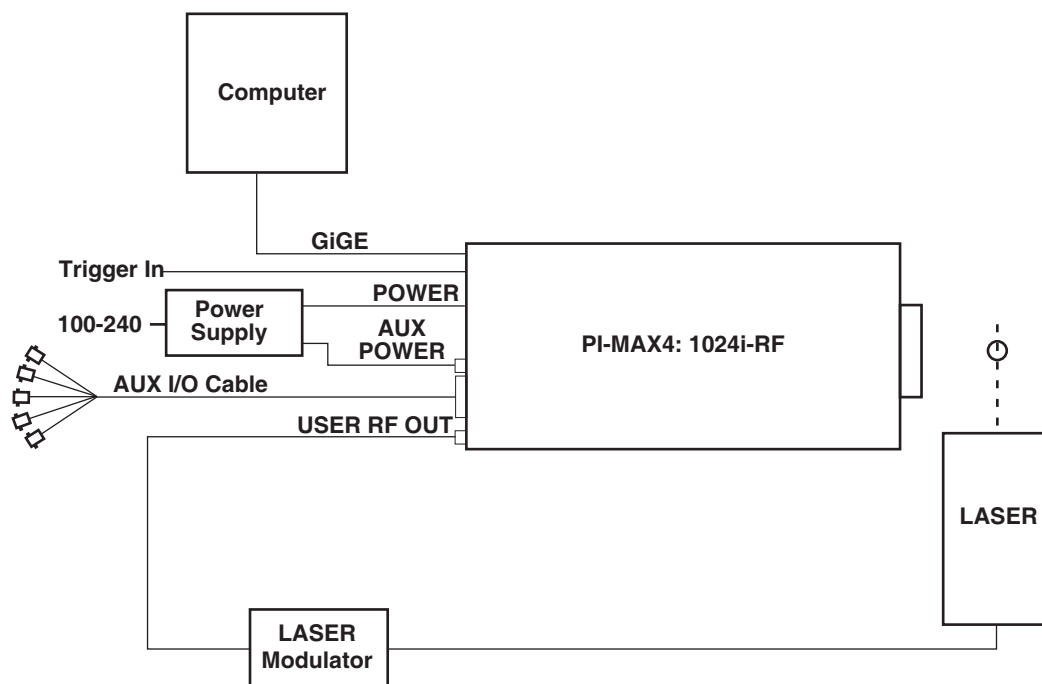 Computer
GiGE
Trigger In
POWER
Power
Supply
100-240
AUX
POWER
PI-MAX4: 1024i-RF
AUX I/O Cable
USER RF OUT
LASER
LASER
Modulator